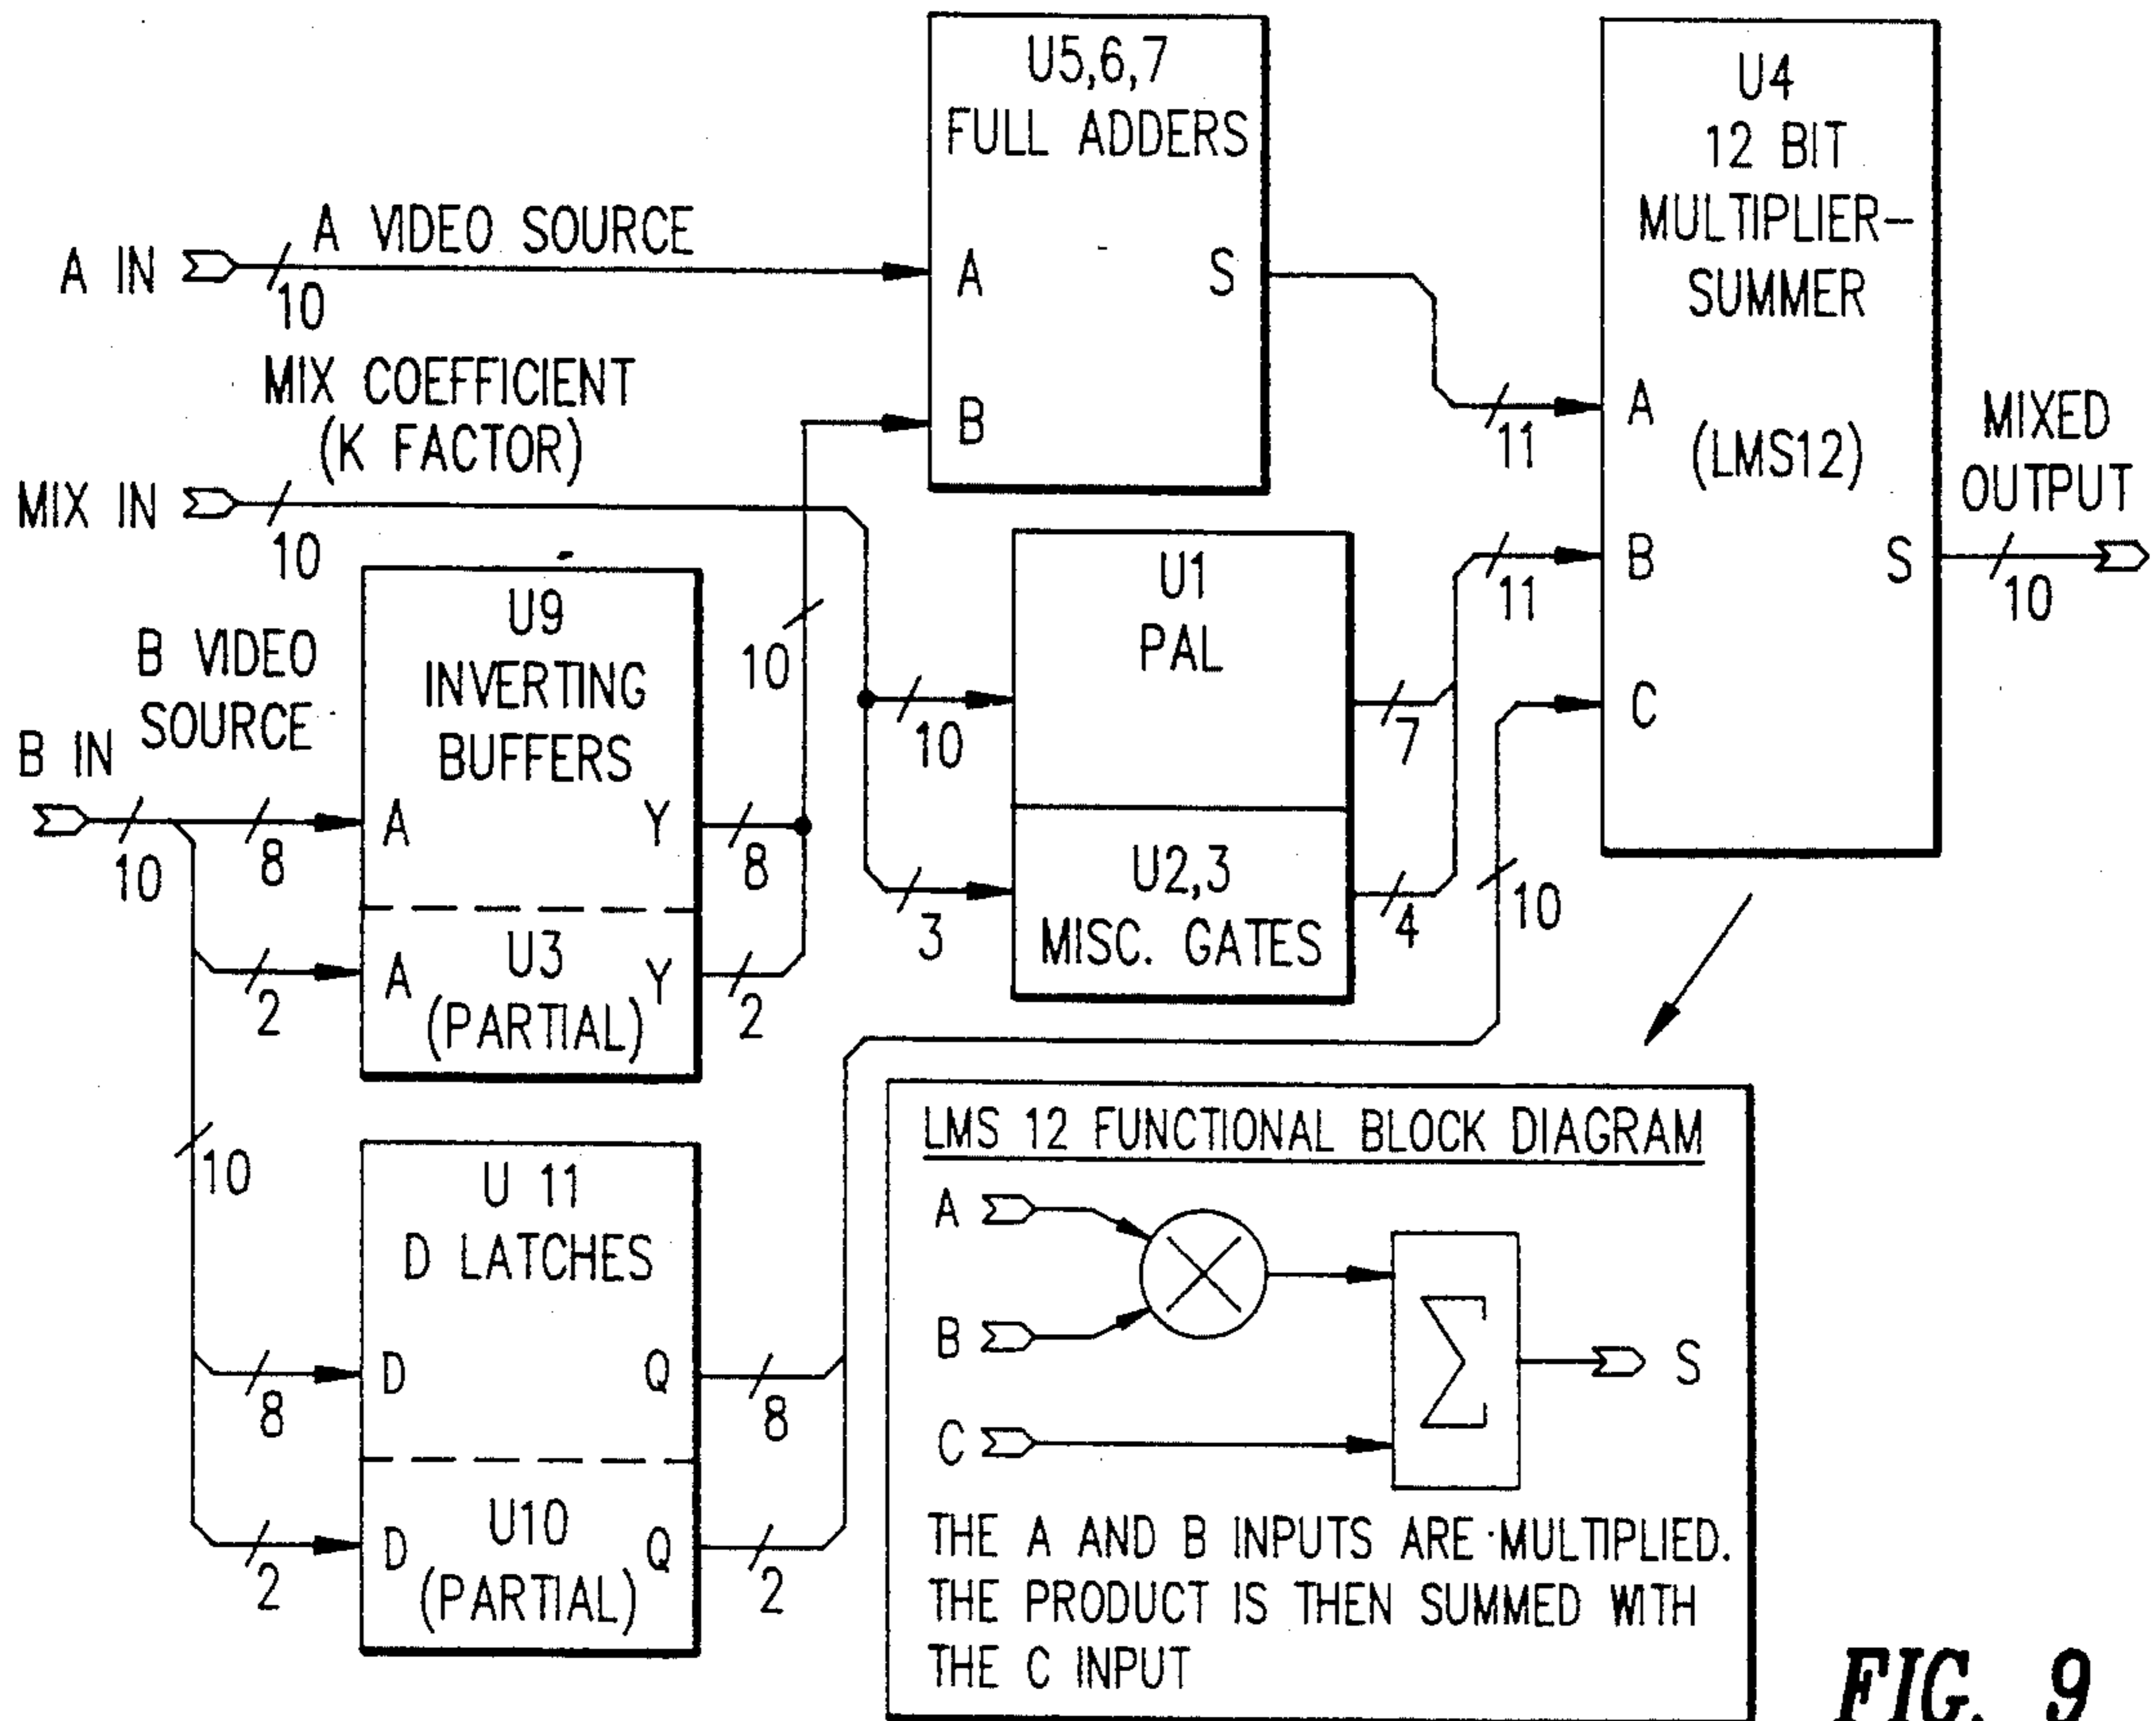 U5,6,7
FULL ADDERS
A
B
S
U4
12 BIT
MULTIPLIER-
SUMMER
(LMS12)
A
B
C
S
A IN
10
A VIDEO SOURCE
MIX COEFFICIENT
(K FACTOR)
MIX IN
10
11
11
MIXED
OUTPUT
10
U1
PAL
10
7
U2,3
MISC. GATES
3
4
10
B VIDEO
SOURCE
B IN
10
8
2
U9
INVERTING
BUFFERS
A
Y
8
U3
A
Y
(PARTIAL)
2
10
10
U 11
D LATCHES
8
D
Q
8
U10
D
Q
(PARTIAL)
2
2
LMS 12 FUNCTIONAL BLOCK DIAGRAM
A
B
C
Σ
S
THE A AND B INPUTS ARE MULTIPLIED.
THE PRODUCT IS THEN SUMMED WITH
THE C INPUT
FIG. 9